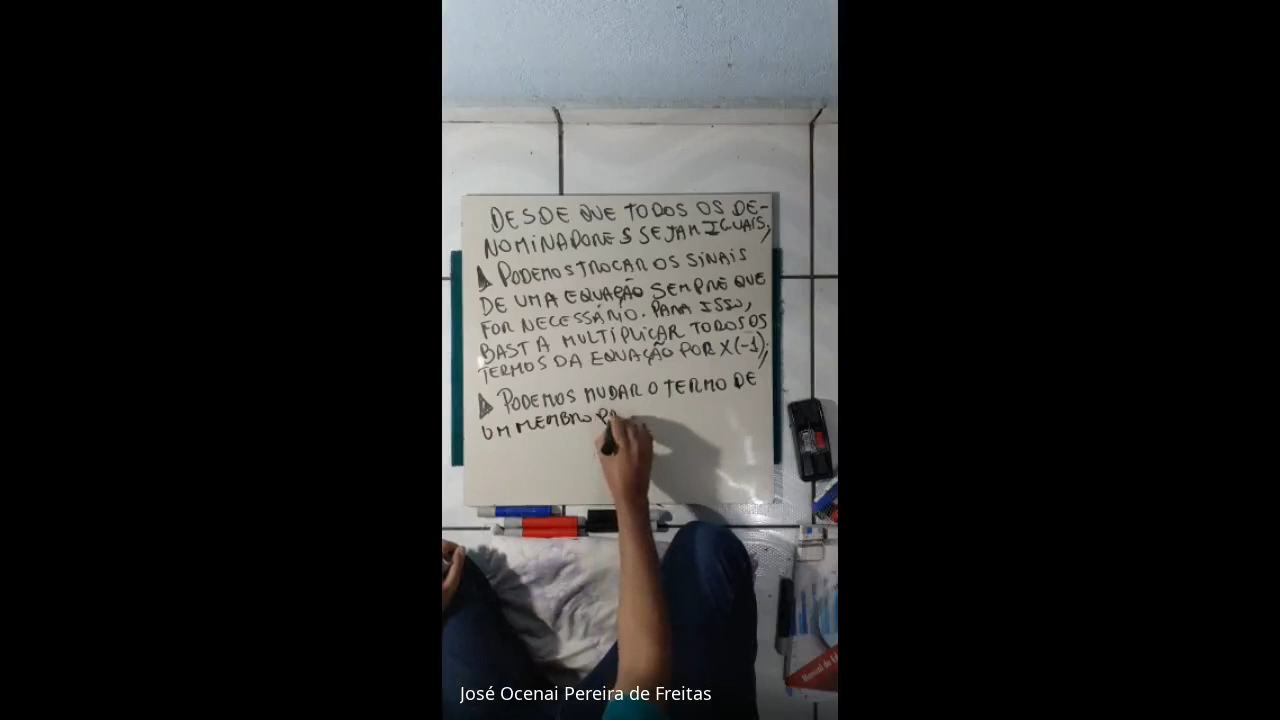 DESDE QUE TODOS OS DE-
NOMINADORES SEJAM IGUAIS;
PODEMOS TROCAR OS SINAIS
DE UMA EQUAÇÃO SEMPRE QUE
FOR NECESSÁRIO. PARA ISSO,
BASTA MULTIPLICAR TODOS OS
TERMOS DA EQUAÇÃO POR X(-1);
PODEMOS MUDAR O TERMO DE
UM MEMBRO
José Ocenai Pereira de Freitas